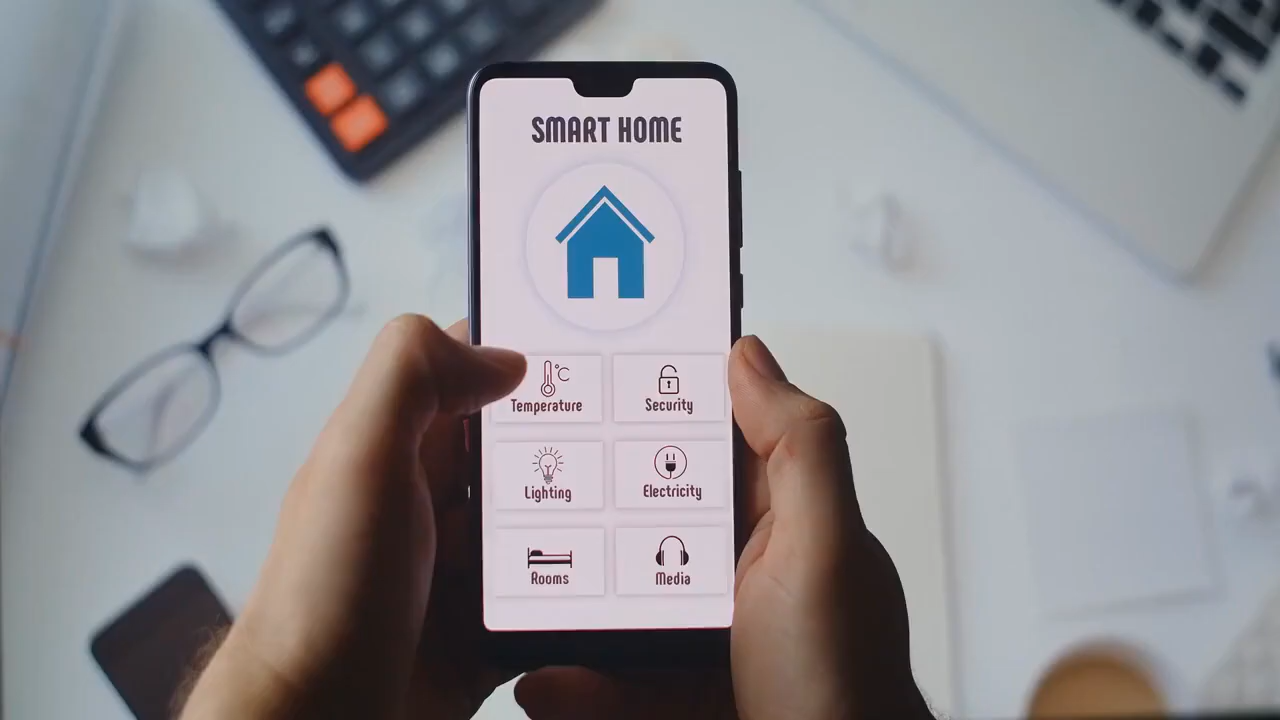 SMART HOME
°C
Temperature
Security
Lighting
Electricity
Rooms
Media